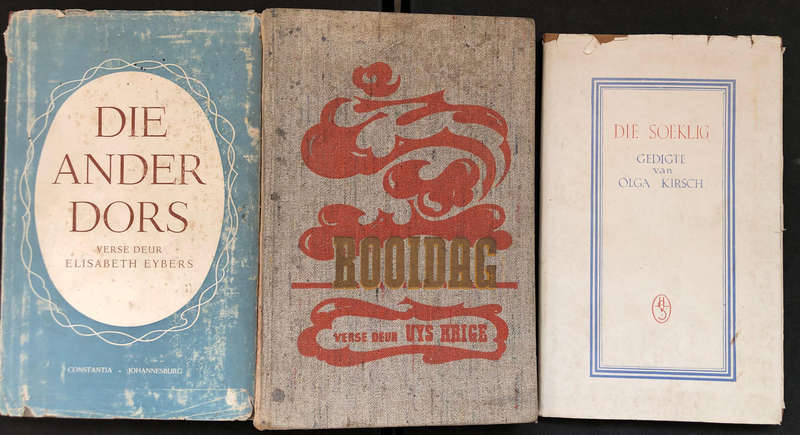 DIE
ANDER
DORS
VERSE DEUR
ELISABETH EYBERS
CONSTANTIA - JOHANNESBURG
ROOIDAG
VERSE DEUR UYS KRIGE
DIE SOEKLIG
GEDIGTE
van
OLGA KIRSCH